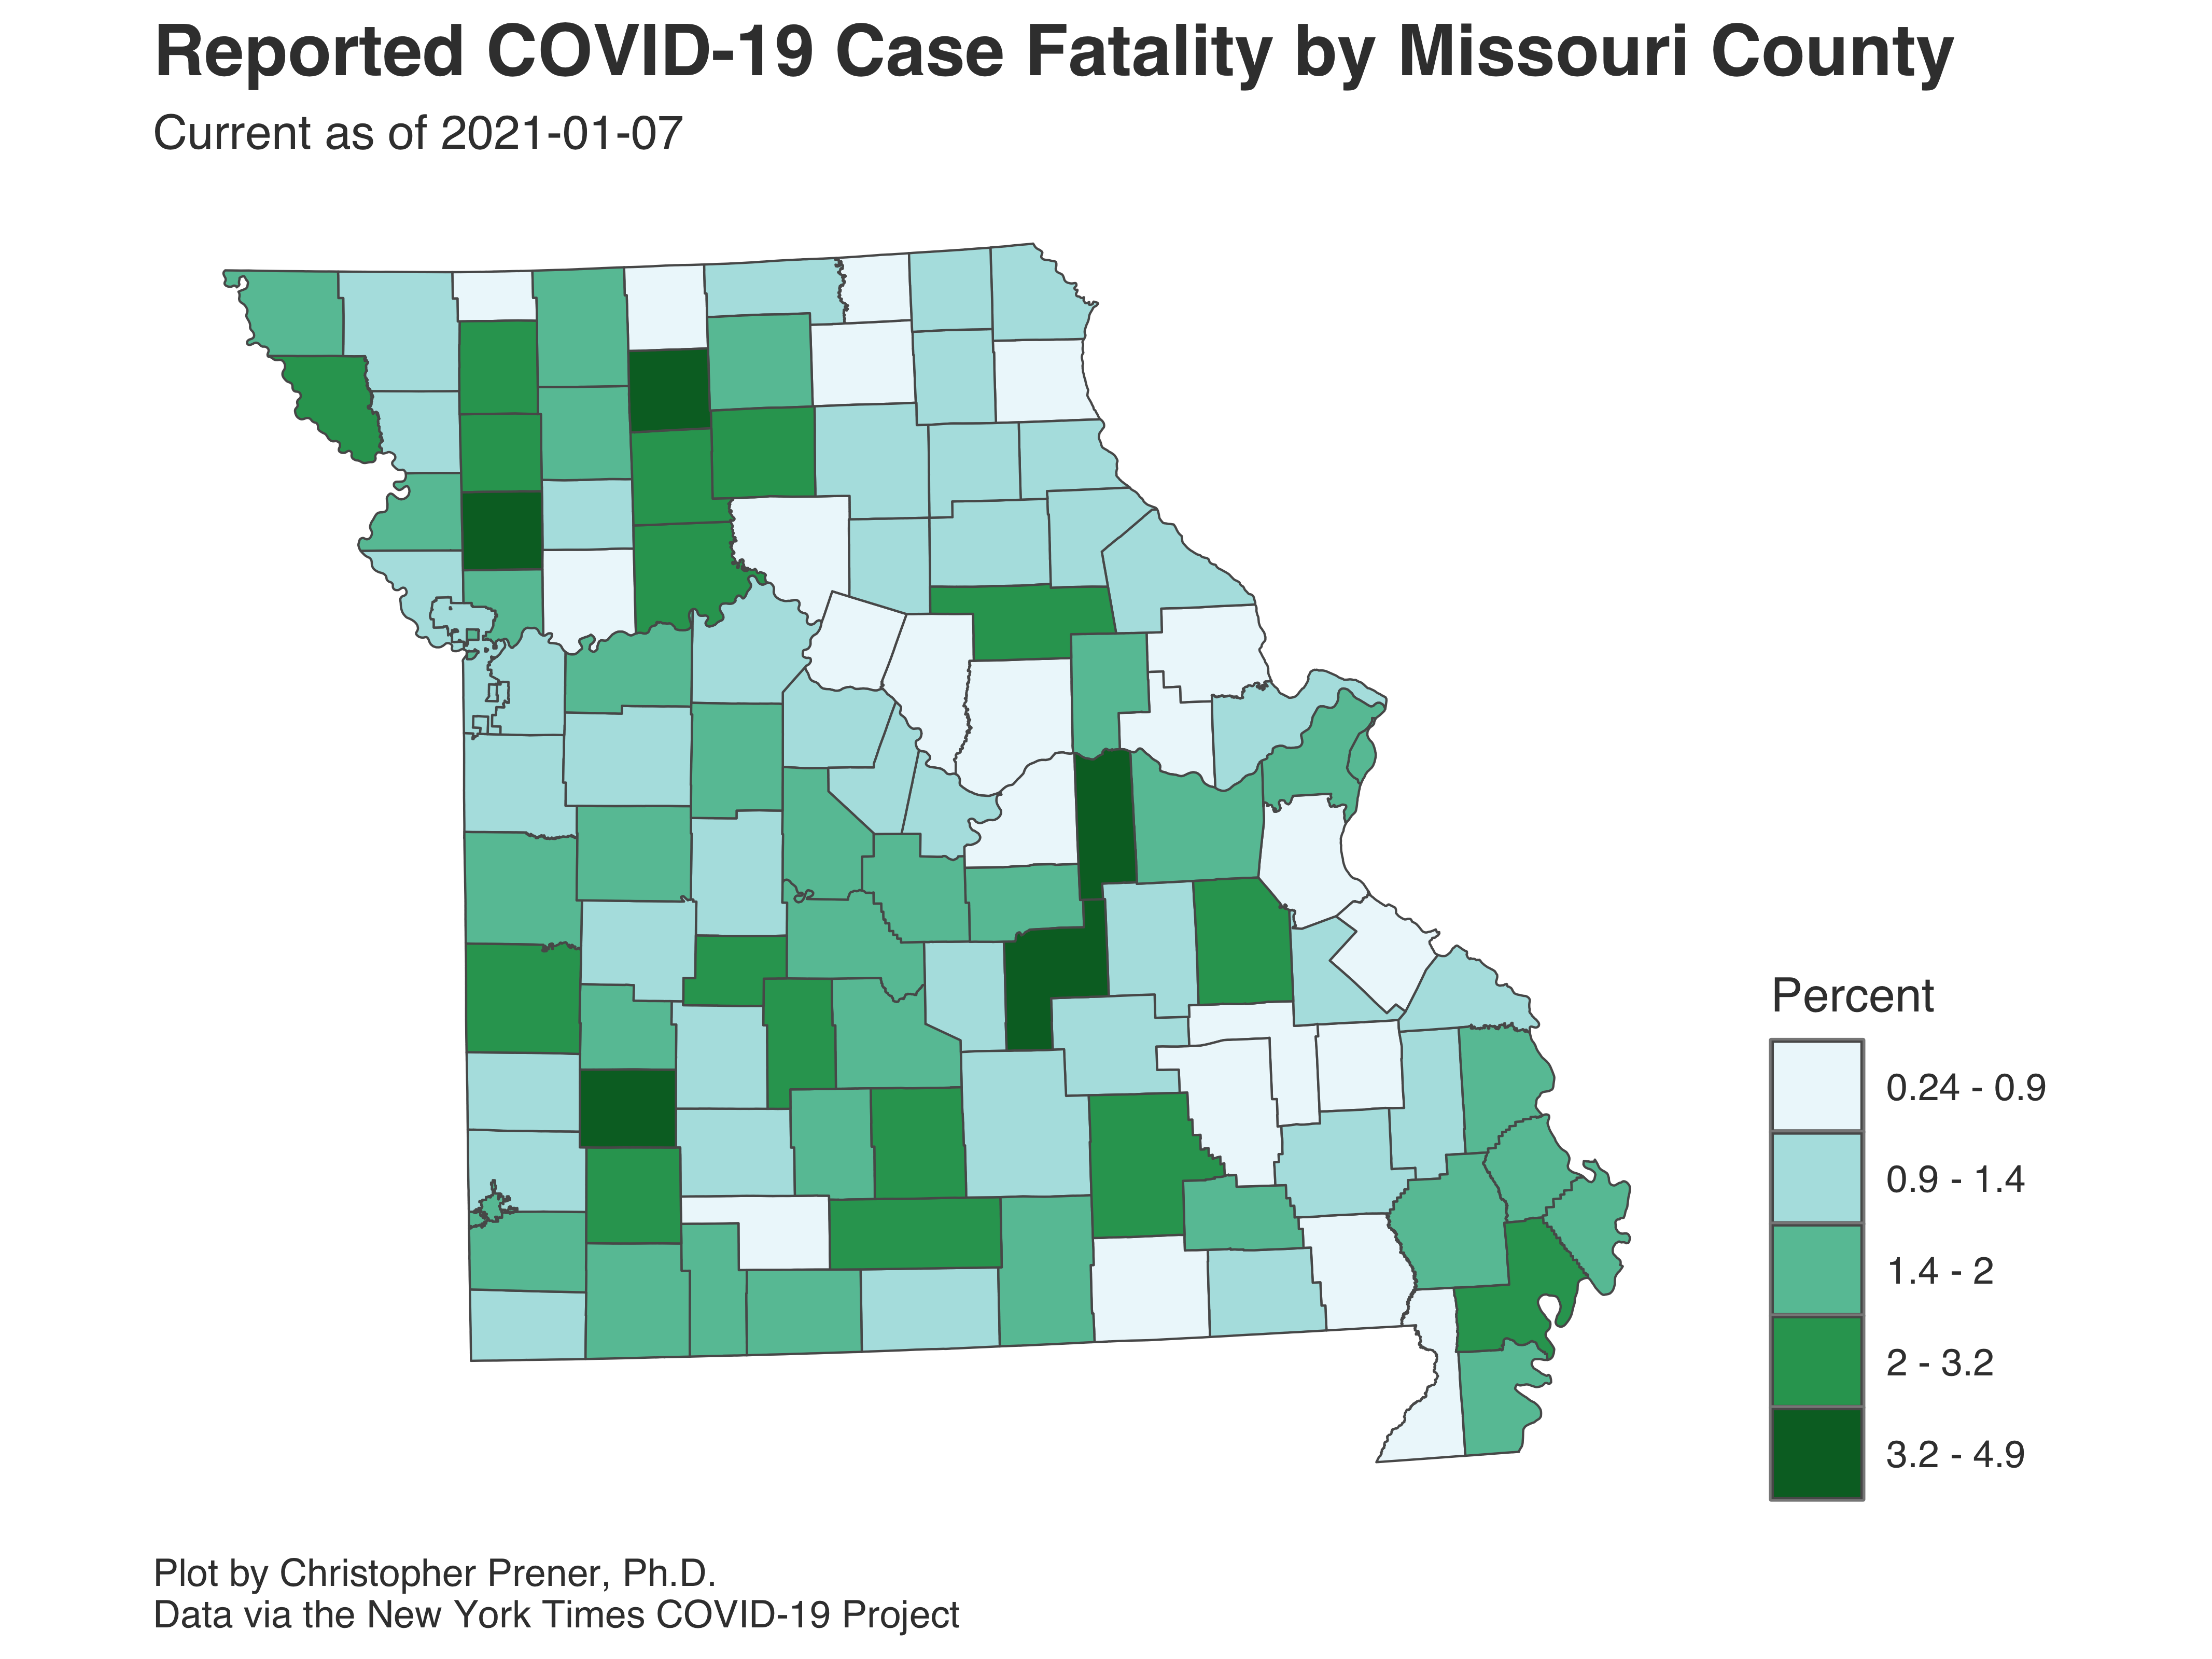 Reported COVID-19 Case Fatality by Missouri County
Current as of 2021-01-07
Percent
0.24 - 0.9
0.9 - 1.4
1.4 - 2
2 - 3.2
3.2 - 4.9
Plot by Christopher Prener, Ph.D.
Data via the New York Times COVID-19 Project